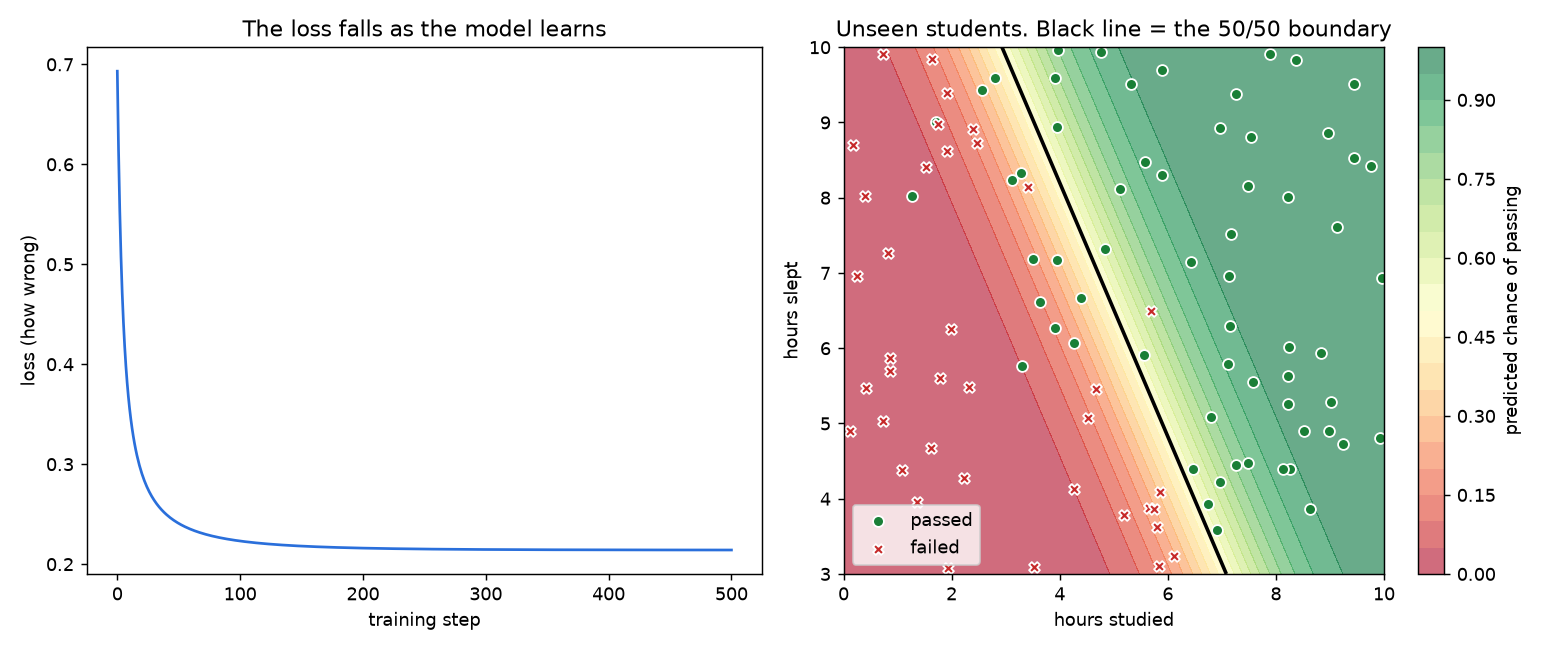 The loss falls as the model learns
0.7
0.6
0.5
0.4
0.3
0.2
loss (how wrong)
0 100 200 300 400 500
training step
Unseen students. Black line = the 50/50 boundary
10
9
8
7
6
5
4
3
hours slept
passed
failed
0 2 4 6 8 10
hours studied
0.90
0.75
0.60
0.45
0.30
0.15
0.00
predicted chance of passing